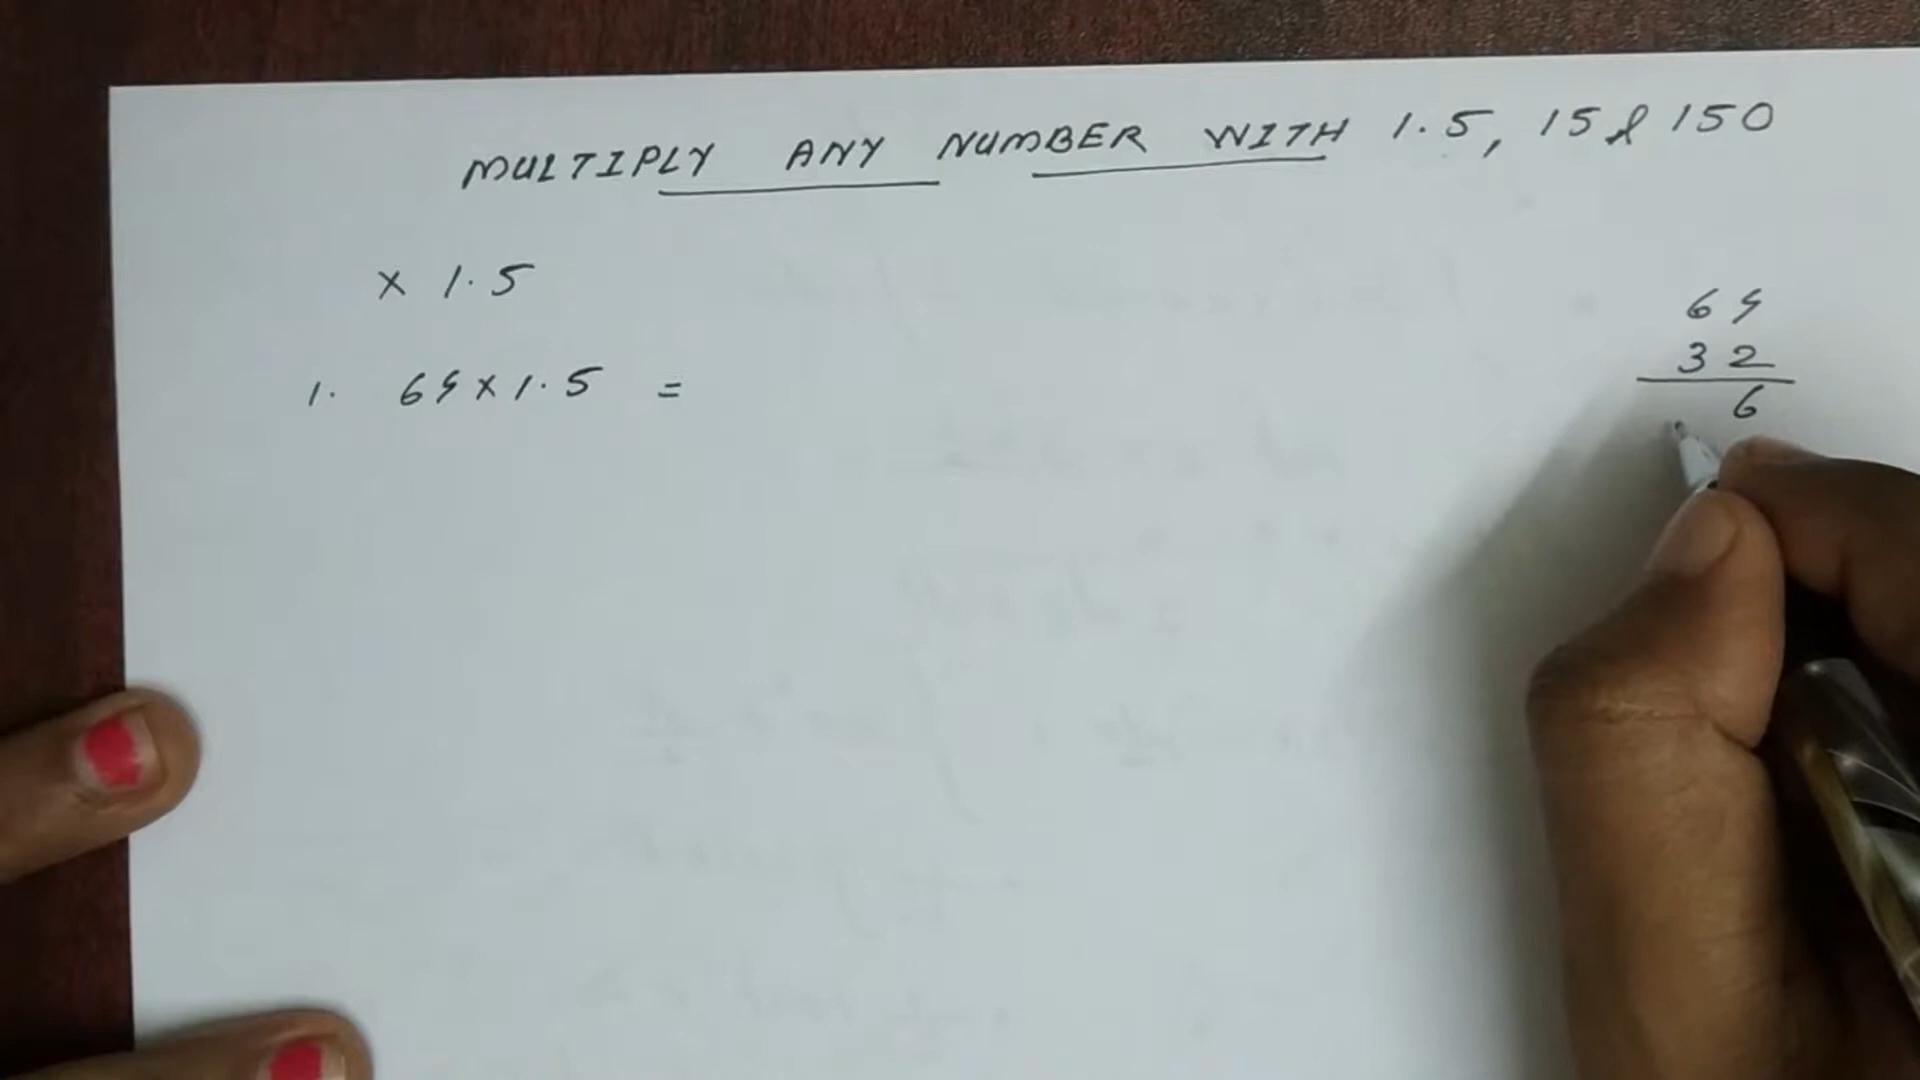 MULTIPLY ANY NUMBER WITH 1.5, 15 & 150
× 1.5
1. 64 × 1.5 =
64
32
6